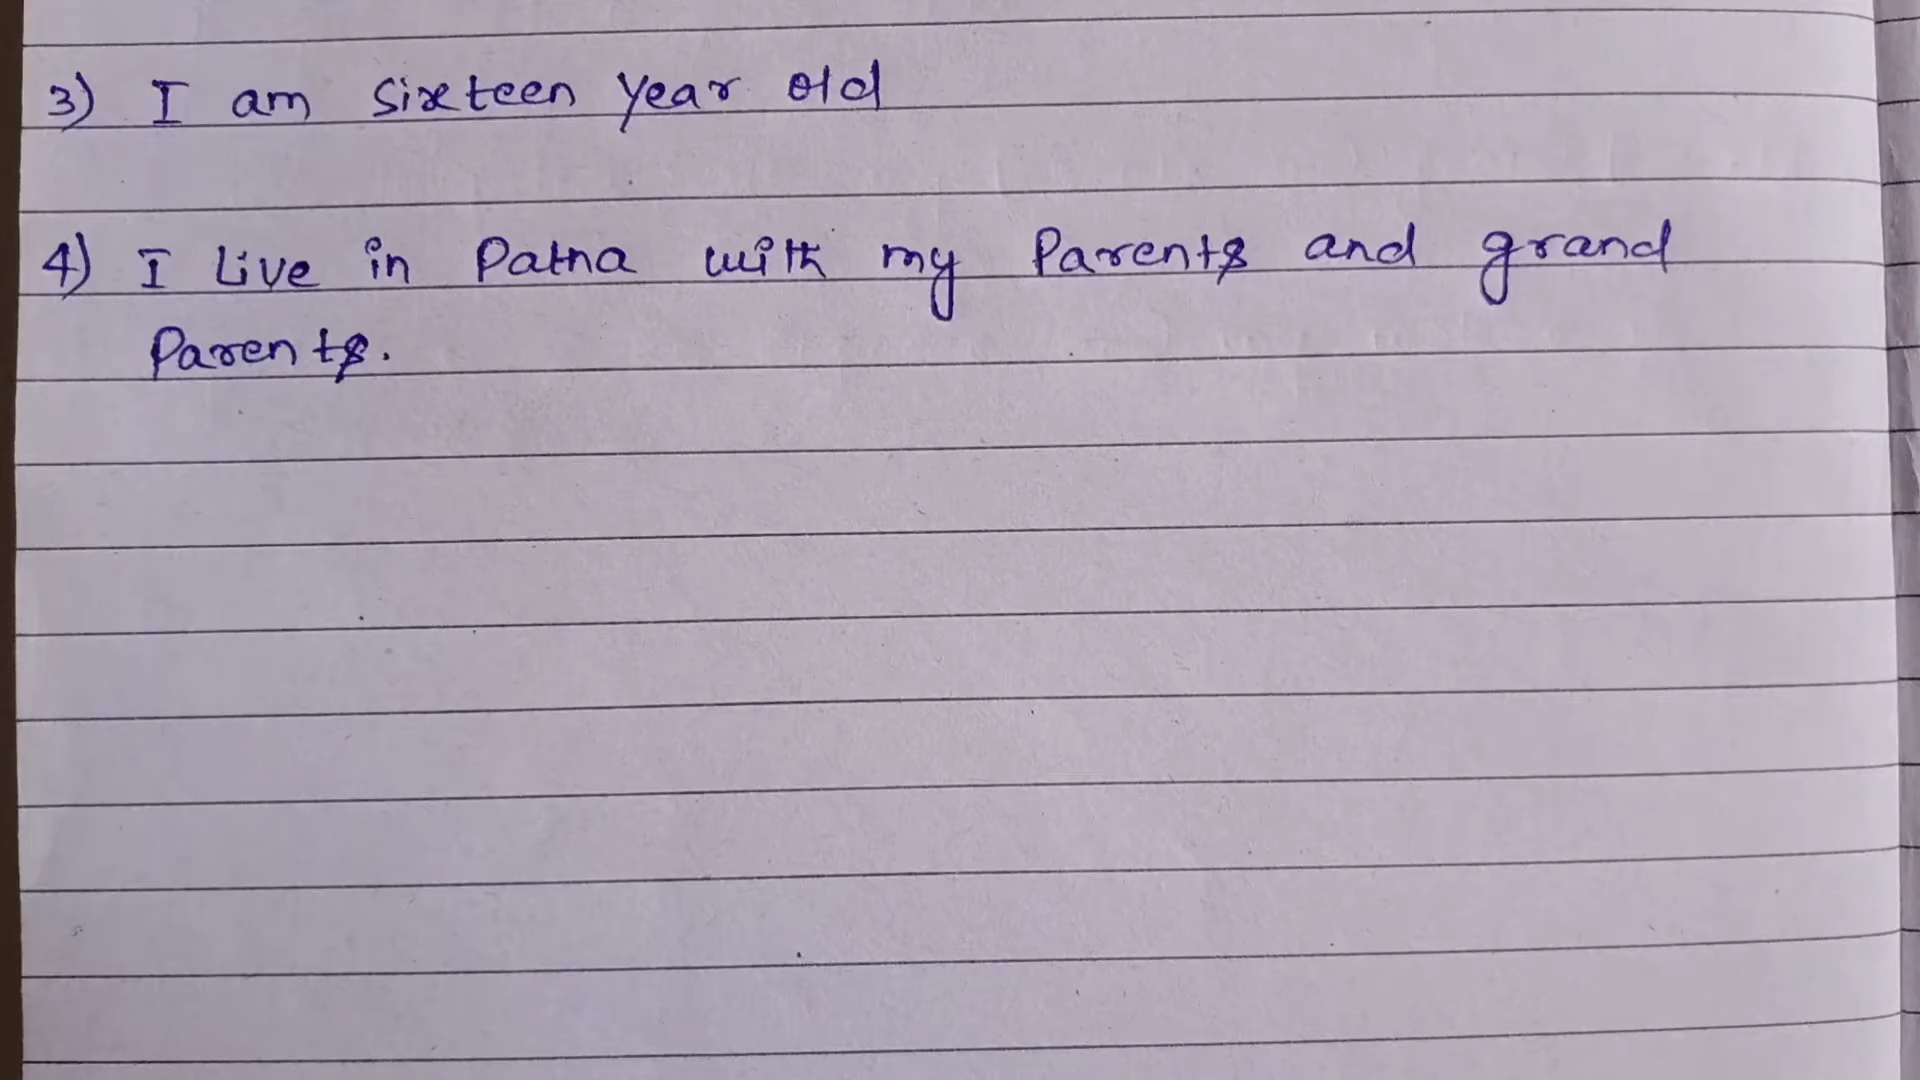 3) I am sixteen year old
4) I Live in Patna with my Parents and grand
Parents.